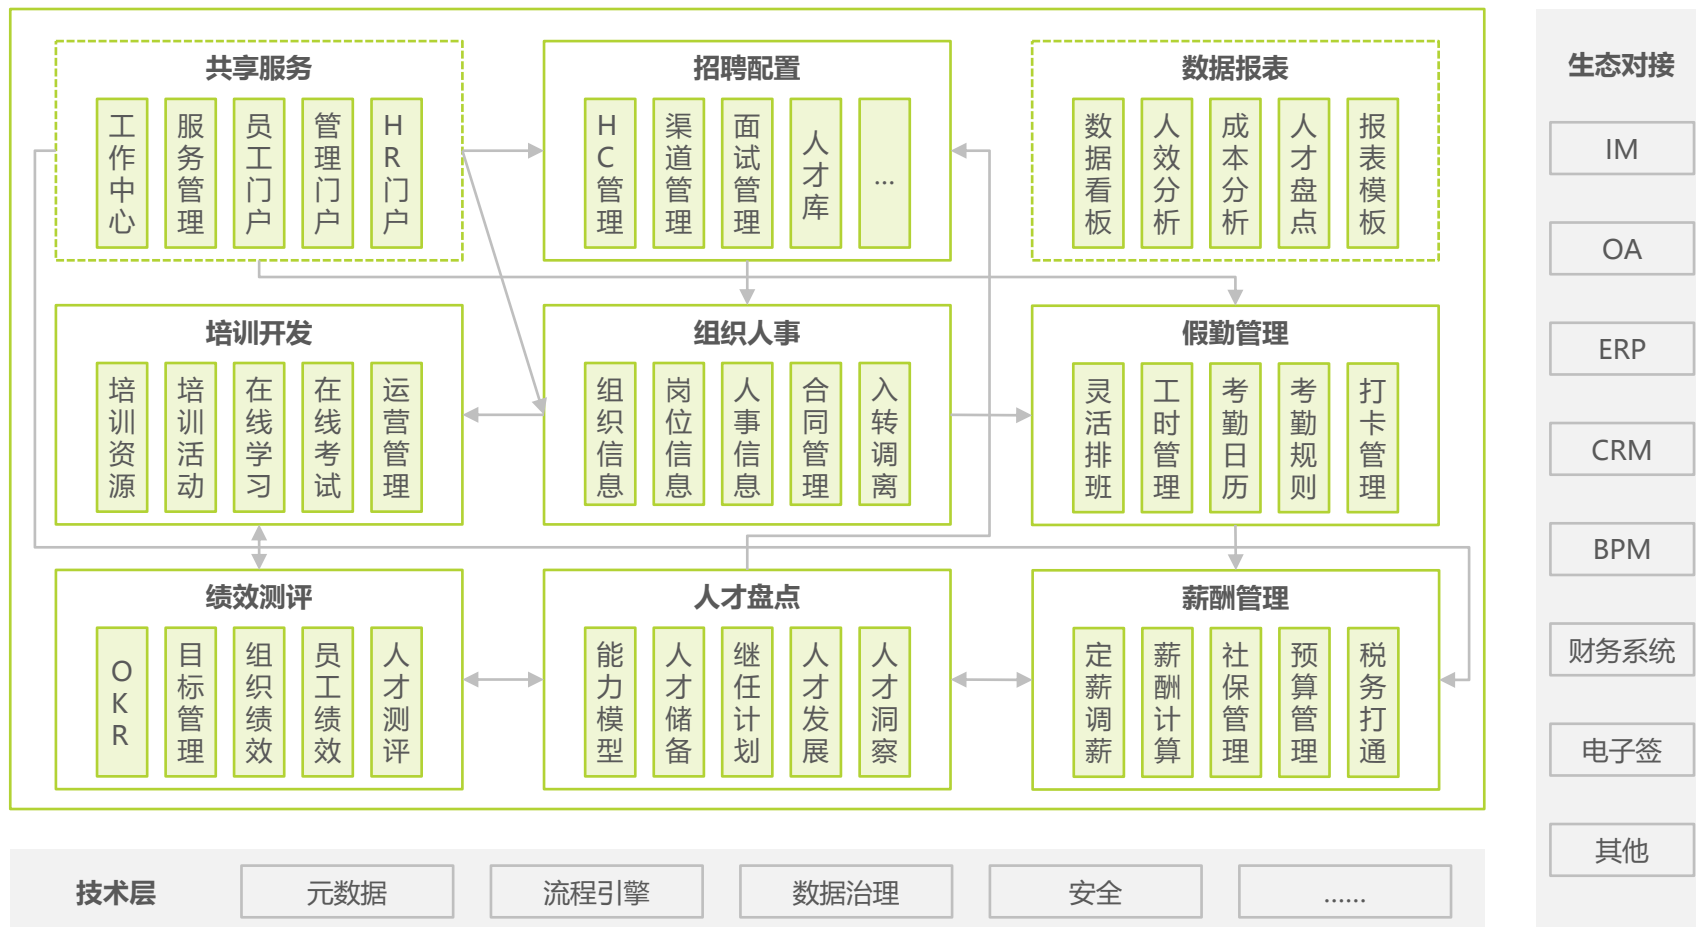 共享服务
工作中心
服务管理
员工门户
管理门户
HR门户
招聘配置
HC管理
渠道管理
面试管理
人才库
...
数据报表
数据看板
人效分析
成本分析
人才盘点
报表模板
培训开发
培训资源
培训活动
在线学习
在线考试
运营管理
组织人事
组织信息
岗位信息
人事信息
合同管理
入转调离
假勤管理
灵活排班
工时管理
考勤日历
考勤规则
打卡管理
绩效测评
OKR
目标管理
组织绩效
员工绩效
人才测评
人才盘点
能力模型
人才储备
继任计划
人才发展
人才洞察
薪酬管理
定薪调薪
薪酬计算
社保管理
预算管理
税务打通
生态对接
IM
OA
ERP
CRM
BPM
财务系统
电子签
其他
技术层
元数据
流程引擎
数据治理
安全
......